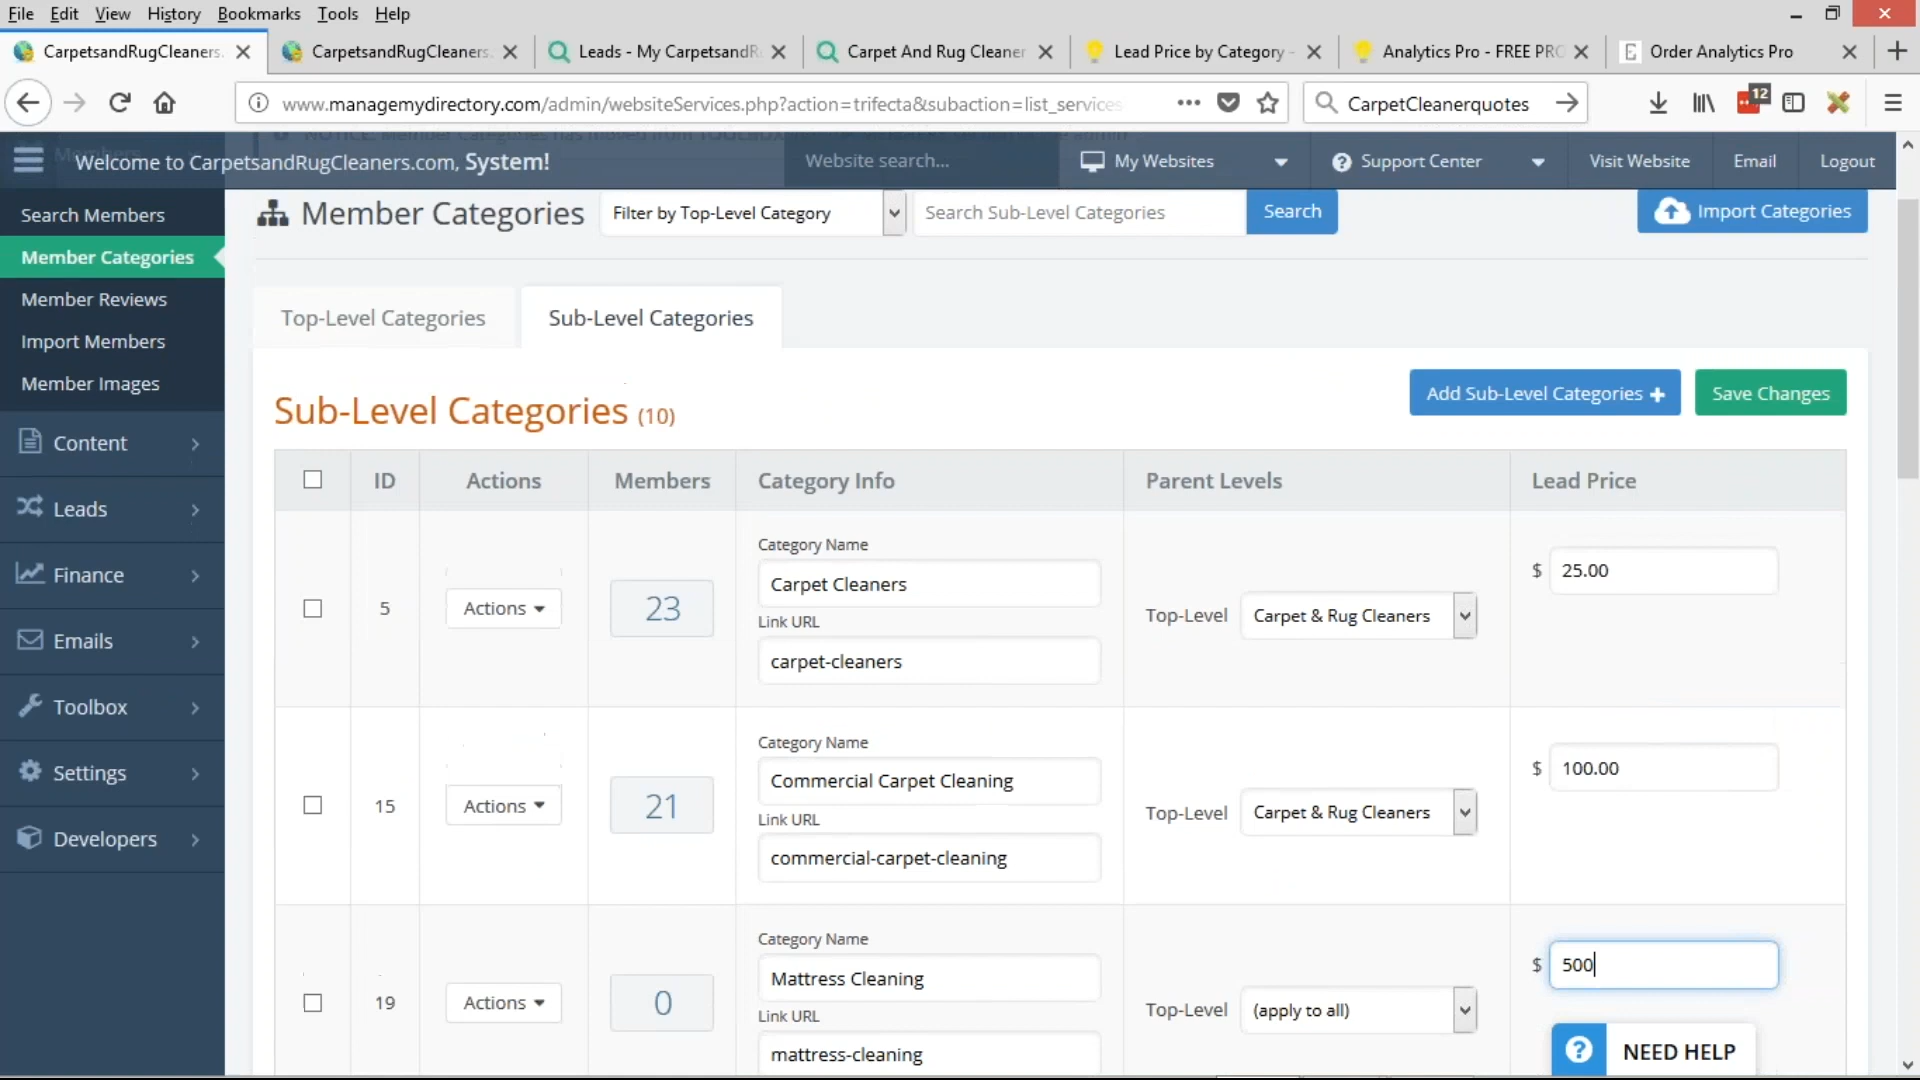 File Edit View History Bookmarks Tools Help
CarpetsandRugCleaners. CarpetsandRugCleaners. Leads - My CarpetsandR Carpet And Rug Cleaner Lead Price by Category - Analytics Pro - FREE PRO Order Analytics Pro
www.managemydirectory.com/admin/websiteServices.php?action=trifecta&subaction=list_services CarpetCleanerquotes 12
NOTICE: Member Categories has moved from TOOLBOX
Welcome to CarpetsandRugCleaners.com, System! Website search... My Websites Support Center Visit Website Email Logout
Search Members
Member Categories
Member Reviews
Import Members
Member Images
Content
Leads
Finance
Emails
Toolbox
Settings
Developers
Member Categories Filter by Top-Level Category Search Sub-Level Categories Search Import Categories
Top-Level Categories Sub-Level Categories
Sub-Level Categories (10) Add Sub-Level Categories + Save Changes
ID Actions Members Category Info Parent Levels Lead Price
Category Name
5 Actions 23 Carpet Cleaners Top-Level Carpet & Rug Cleaners $ 25.00
Link URL
carpet-cleaners
Category Name
15 Actions 21 Commercial Carpet Cleaning Top-Level Carpet & Rug Cleaners $ 100.00
Link URL
commercial-carpet-cleaning
Category Name
19 Actions 0 Mattress Cleaning Top-Level (apply to all) $ 500
Link URL
mattress-cleaning
? NEED HELP